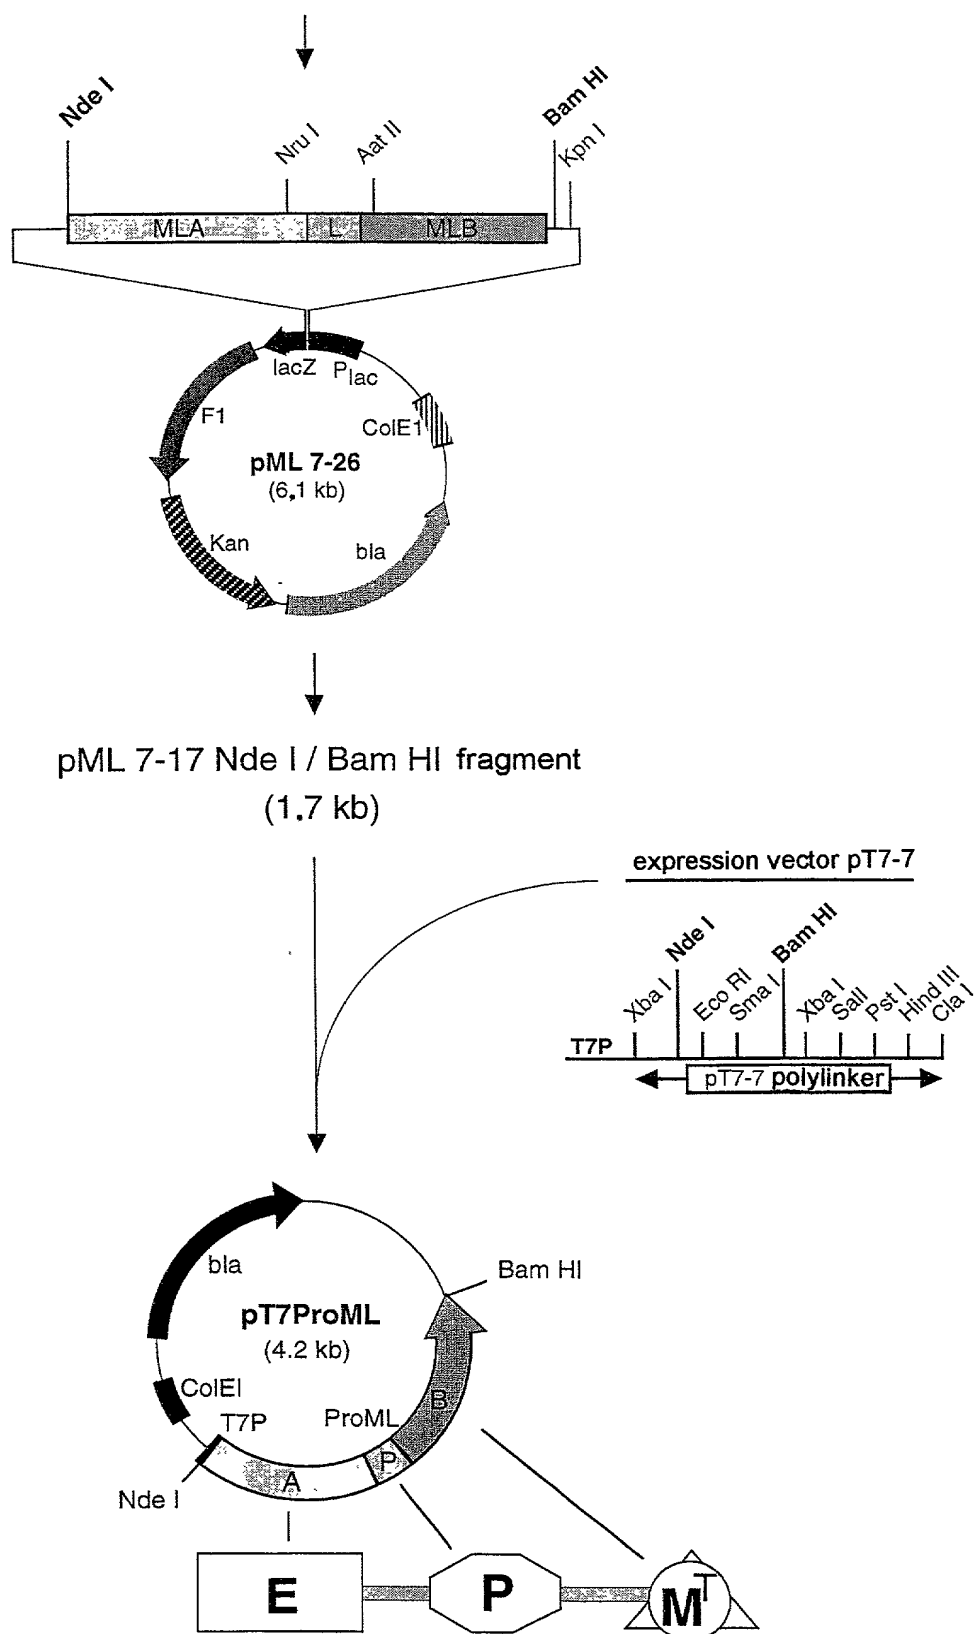 Nde I
Nru I
Aat II
Bam HI
Kpn I
MLA
L
MLB
lacZ
Plac
F1
ColE1
pML 7-26
(6,1 kb)
Kan
bla
pML 7-17 Nde I / Bam HI fragment
(1.7 kb)
expression vector pT7-7
Xba I
Nde I
Eco RI
Sma I
Bam HI
Xba I
SalI
Pst I
Hind III
Cla I
T7P
pT7-7 polylinker
bla
Bam HI
pT7ProML
(4.2 kb)
ColEI
T7P
ProML
B
P
A
Nde I
E
P
MT